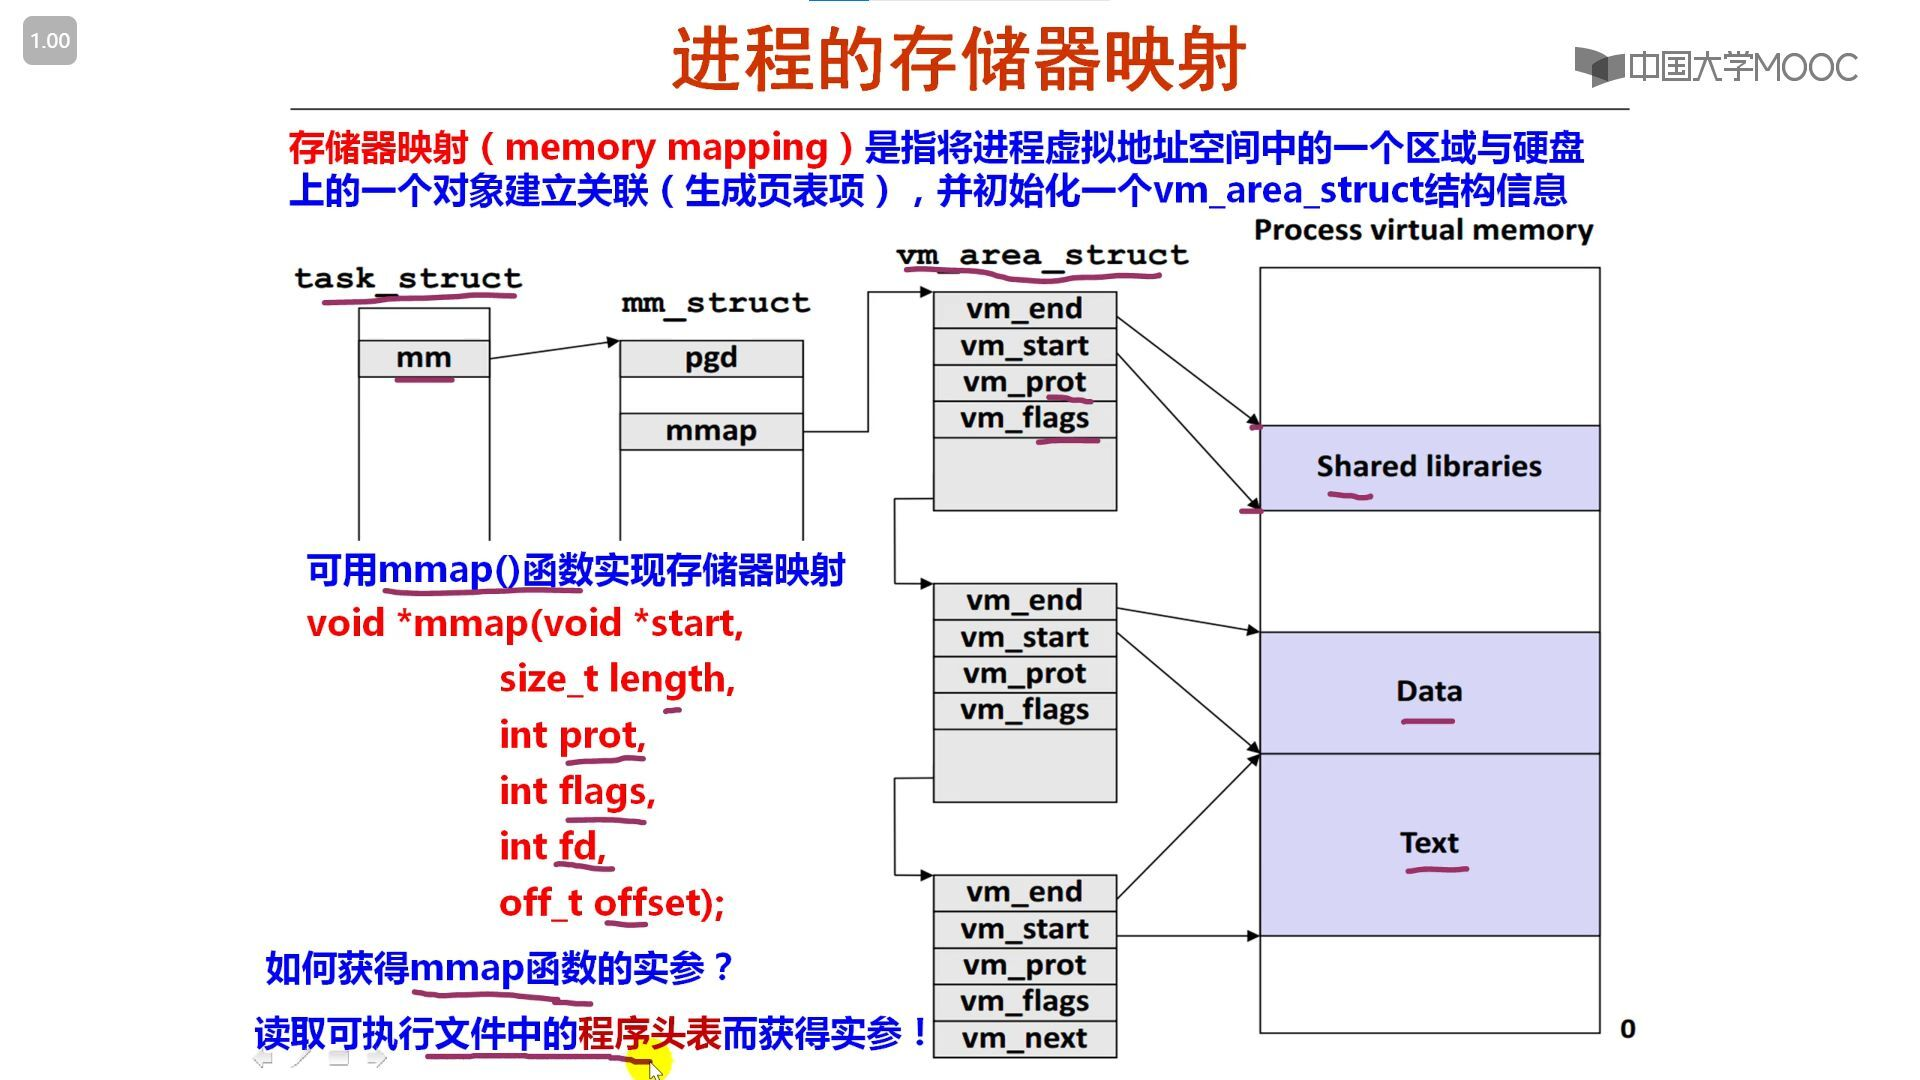 1.00
进程的存储器映射
中国大学MOOC
存储器映射（memory mapping）是指将进程虚拟地址空间中的一个区域与硬盘
上的一个对象建立关联（生成页表项），并初始化一个vm_area_struct结构信息
Process virtual memory
task_struct
mm
mm_struct
pgd
mmap
vm_area_struct
vm_end
vm_start
vm_prot
vm_flags
vm_end
vm_start
vm_prot
vm_flags
vm_end
vm_start
vm_prot
vm_flags
vm_next
Shared libraries
Data
Text
0
可用mmap()函数实现存储器映射
void *mmap(void *start,
size_t length,
int prot,
int flags,
int fd,
off_t offset);
如何获得mmap函数的实参？
读取可执行文件中的程序头表而获得实参！